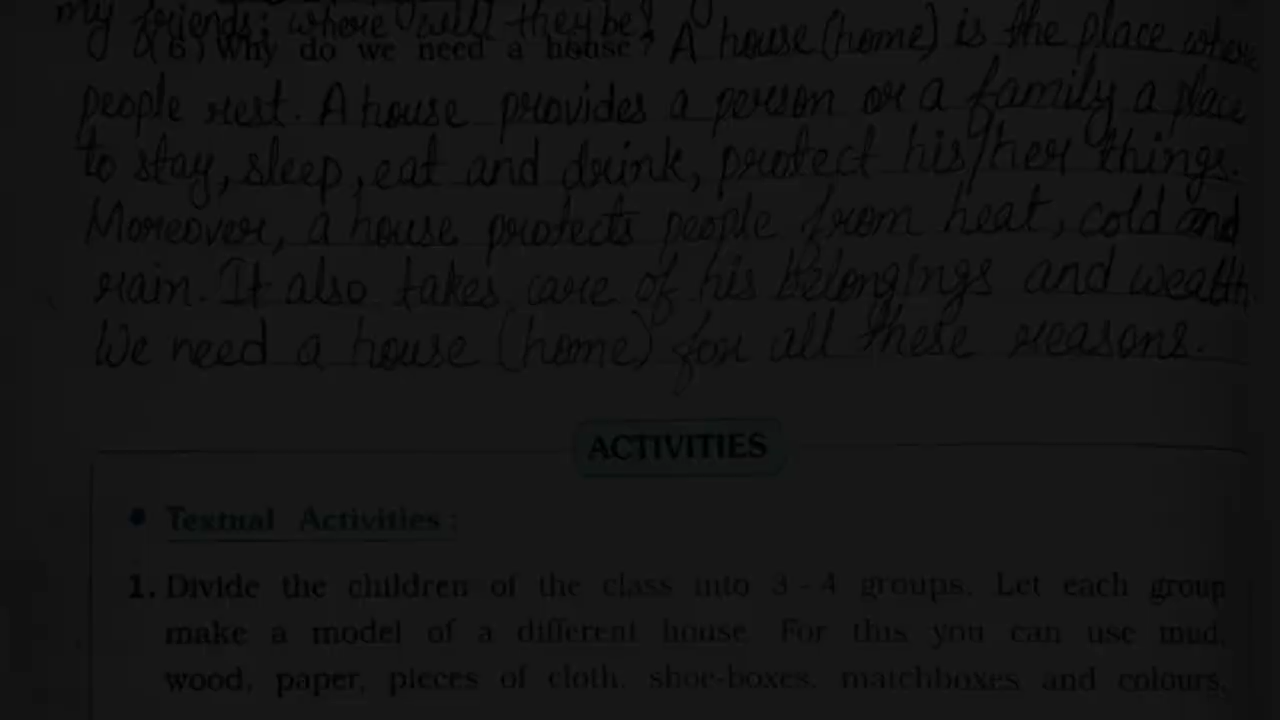 my friends; where will they be?
(6) Why do we need a house? A house (home) is the place where
people rest. A house provides a person or a family a place
to stay, sleep, eat and drink, protect his/her things.
Moreover, a house protects people from heat, cold and
rain. It also takes care of his belongings and wealth.
We need a house (home) for all these reasons.
ACTIVITIES
• Textual Activities :
1. Divide the children of the class into 3 - 4 groups. Let each group
make a model of a different house. For this you can use mud,
wood, paper, pieces of cloth, shoe-boxes, matchboxes and colours,